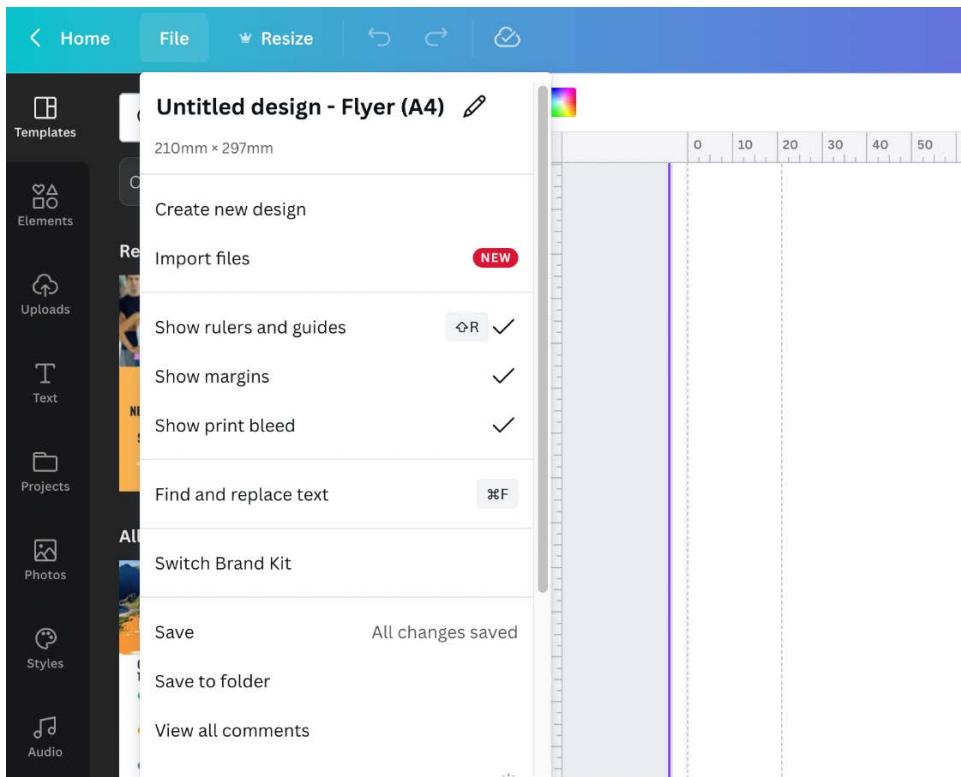 Home File Resize
Untitled design - Flyer (A4)
210mm × 297mm
Create new design
Import files NEW
Show rulers and guides ⇧R
Show margins
Show print bleed
Find and replace text ⌘F
Switch Brand Kit
Save All changes saved
Save to folder
View all comments
Templates
Elements
Uploads
Text
Projects
Photos
Styles
Audio
Re
All
0 10 20 30 40 50